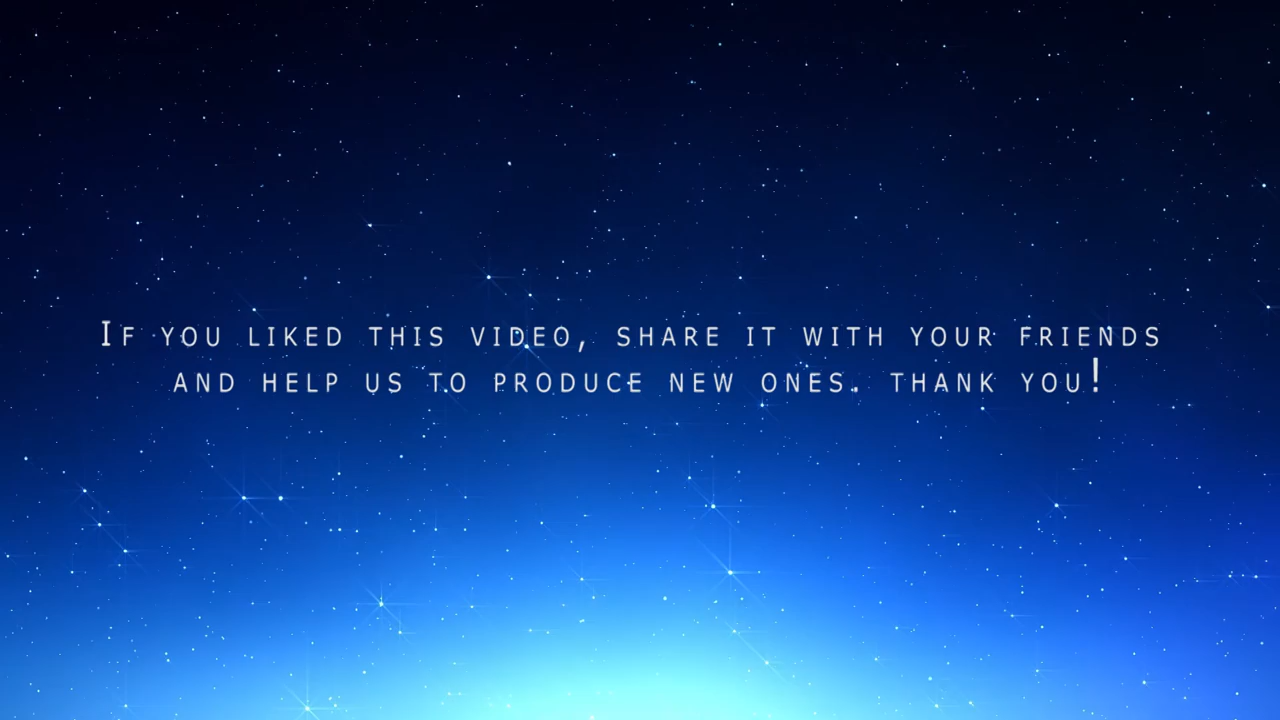 If you liked this video, share it with your friends
and help us to produce new ones. thank you!